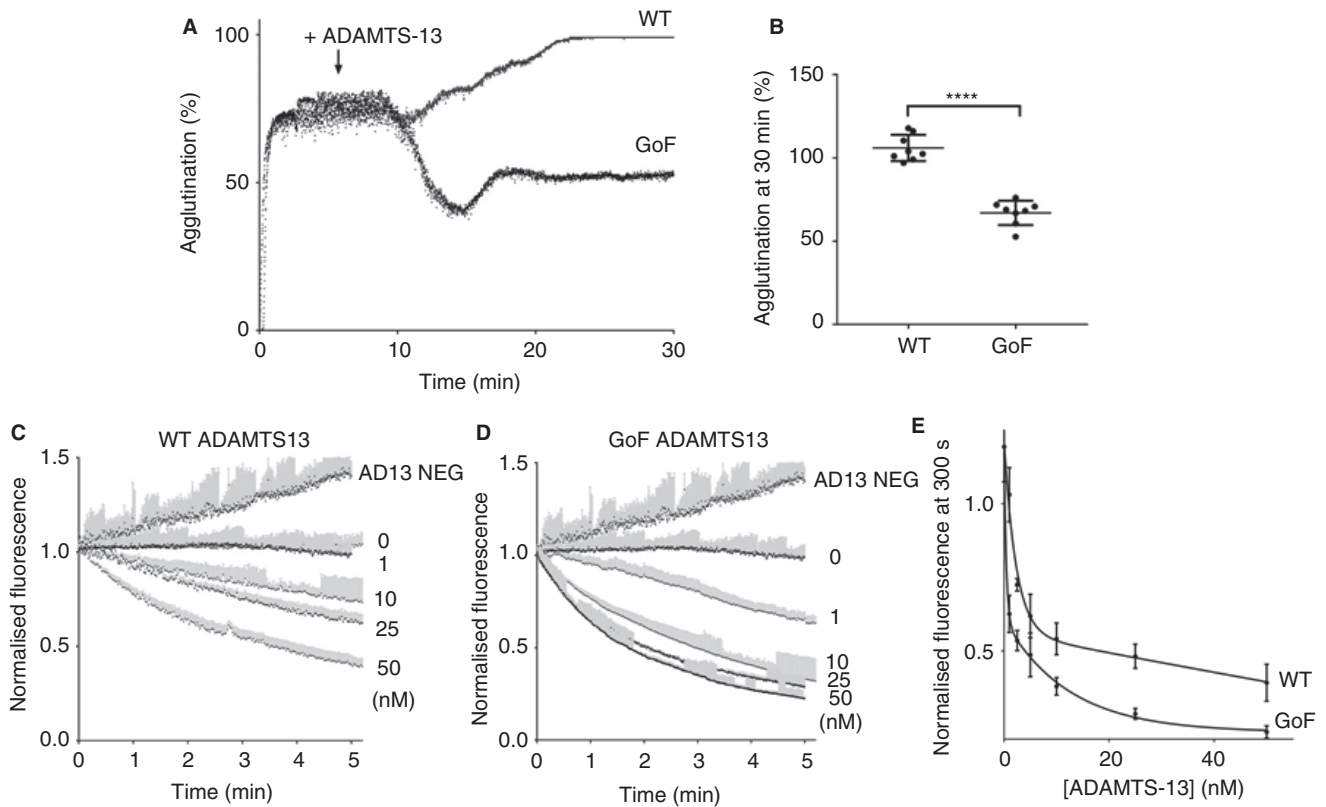 A
+ ADAMTS-13
WT
GoF
100
50
0
Agglutination (%)
0 10 20 30
Time (min)
B
150
100
50
0
Agglutination at 30 min (%)
****
WT GoF
C
WT ADAMTS13
1.5
1.0
0.5
0.0
Normalised fluorescence
AD13 NEG
0
1
10
25
50
(nM)
0 1 2 3 4 5
Time (min)
D
GoF ADAMTS13
1.5
1.0
0.5
0.0
Normalised fluorescence
AD13 NEG
0
1
10
25
50
(nM)
0 1 2 3 4 5
Time (min)
E
1.0
0.5
Normalised fluorescence at 300 s
WT
GoF
0 20 40
[ADAMTS-13] (nM)